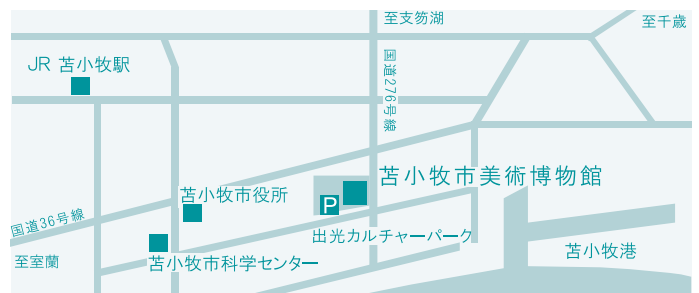 至支笏湖
至千歳
JR 苫小牧駅
国道276号線
苫小牧市美術博物館
苫小牧市役所
P
国道36号線
出光カルチャーパーク
苫小牧港
至室蘭
苫小牧市科学センター